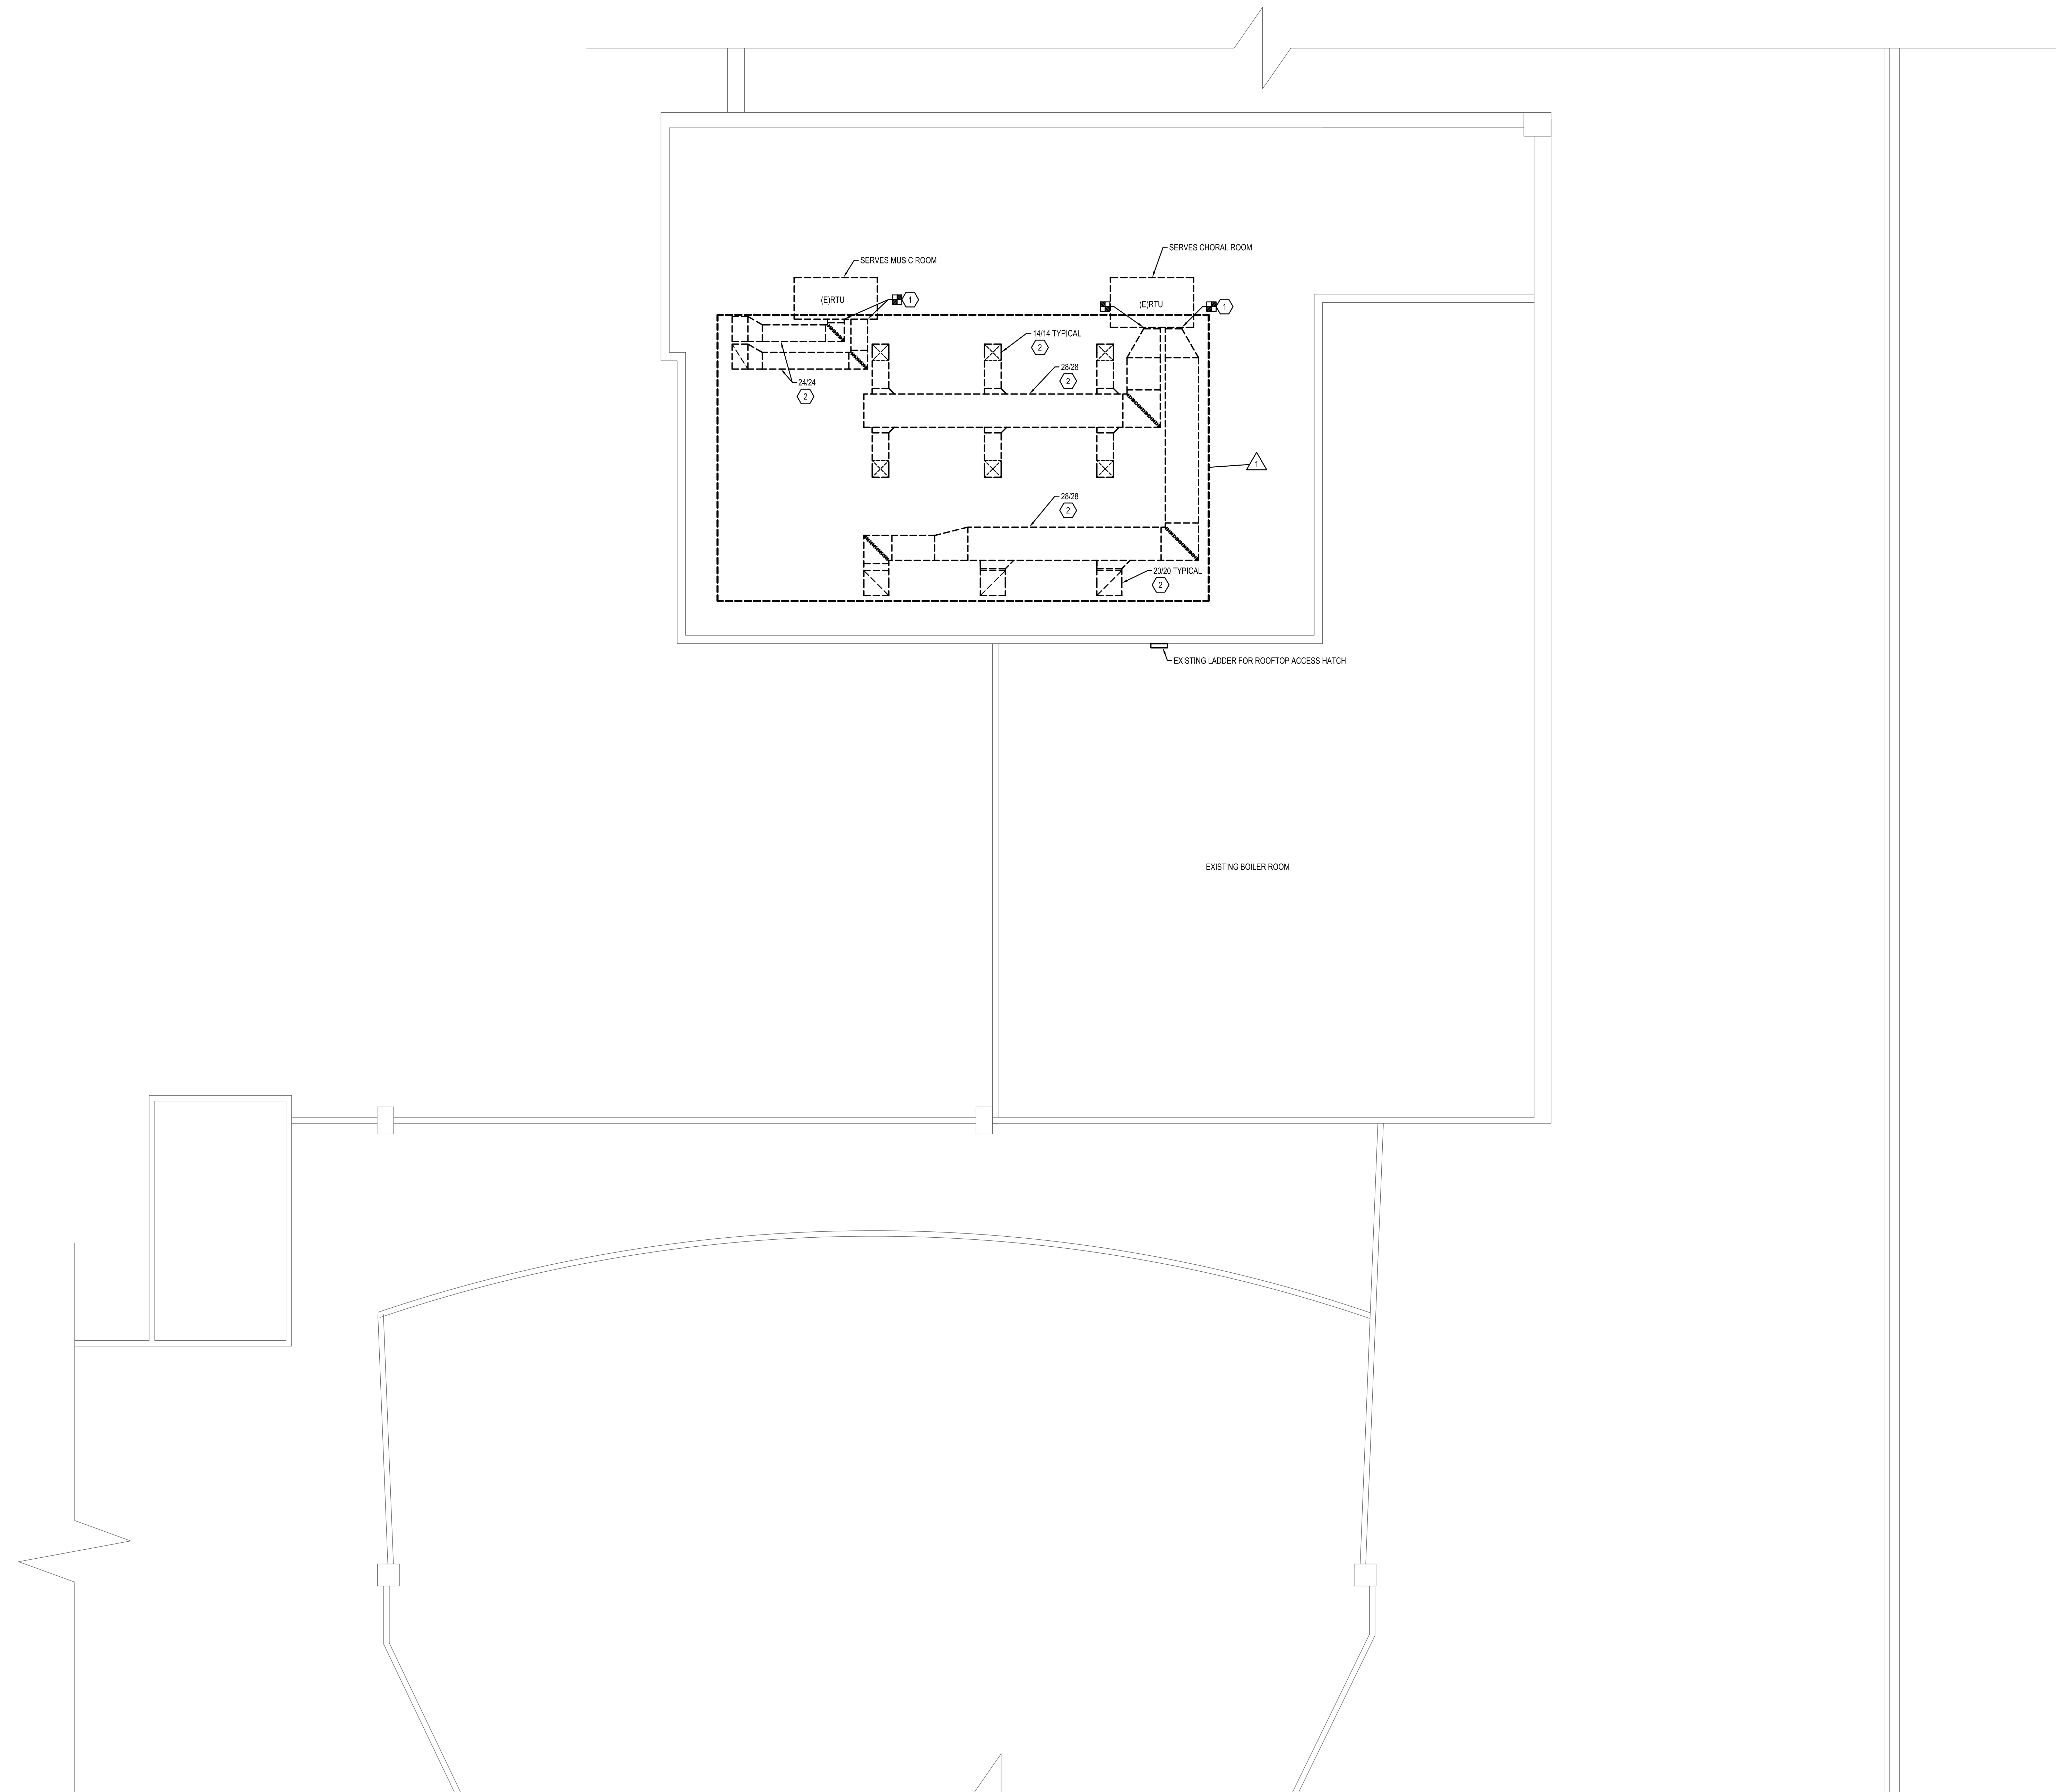 SERVES CHORAL ROOM
SERVES MUSIC ROOM
(E)RTU
1
(E)RTU
1
14/14 TYPICAL
2
28/28
2
24/24
2
1
28/28
2
20/20 TYPICAL
2
EXISTING LADDER FOR ROOFTOP ACCESS HATCH
EXISTING BOILER ROOM